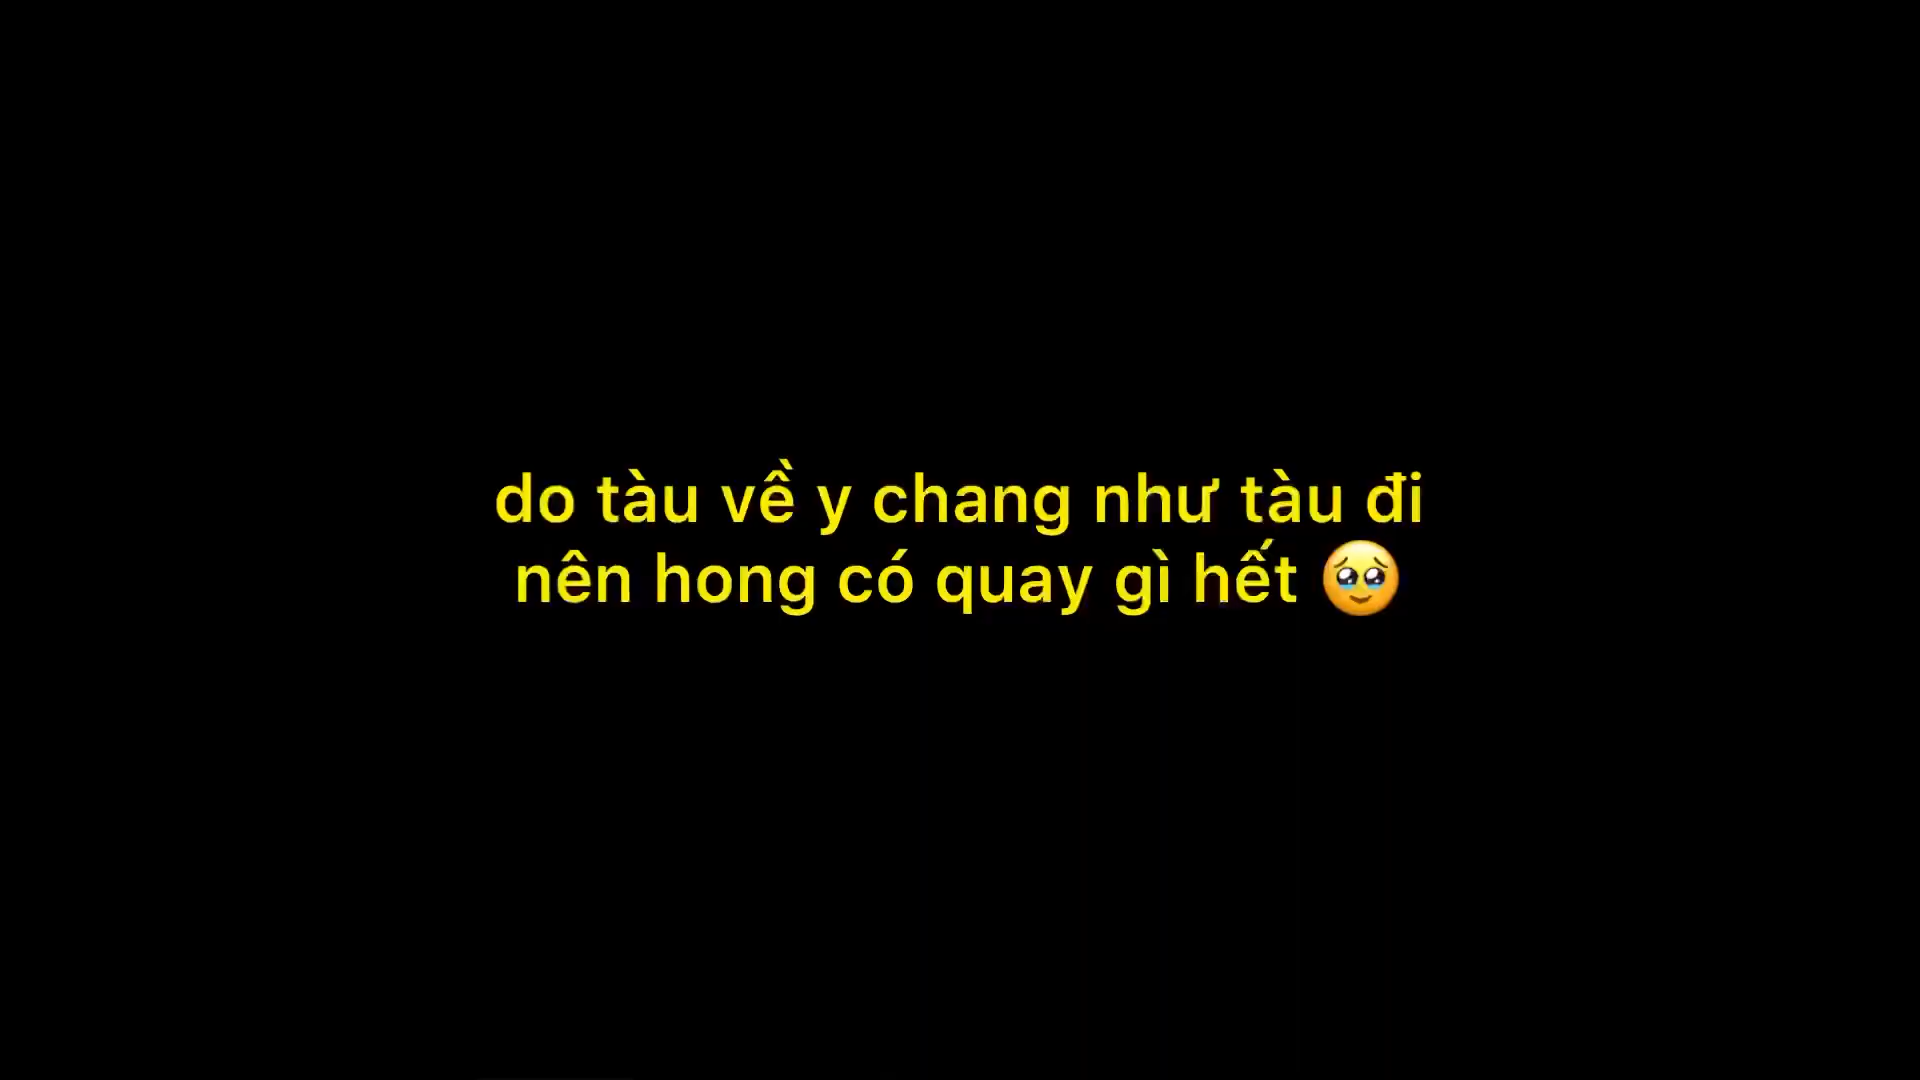 do tàu về y chang như tàu đi
nên hong có quay gì hết 🥹